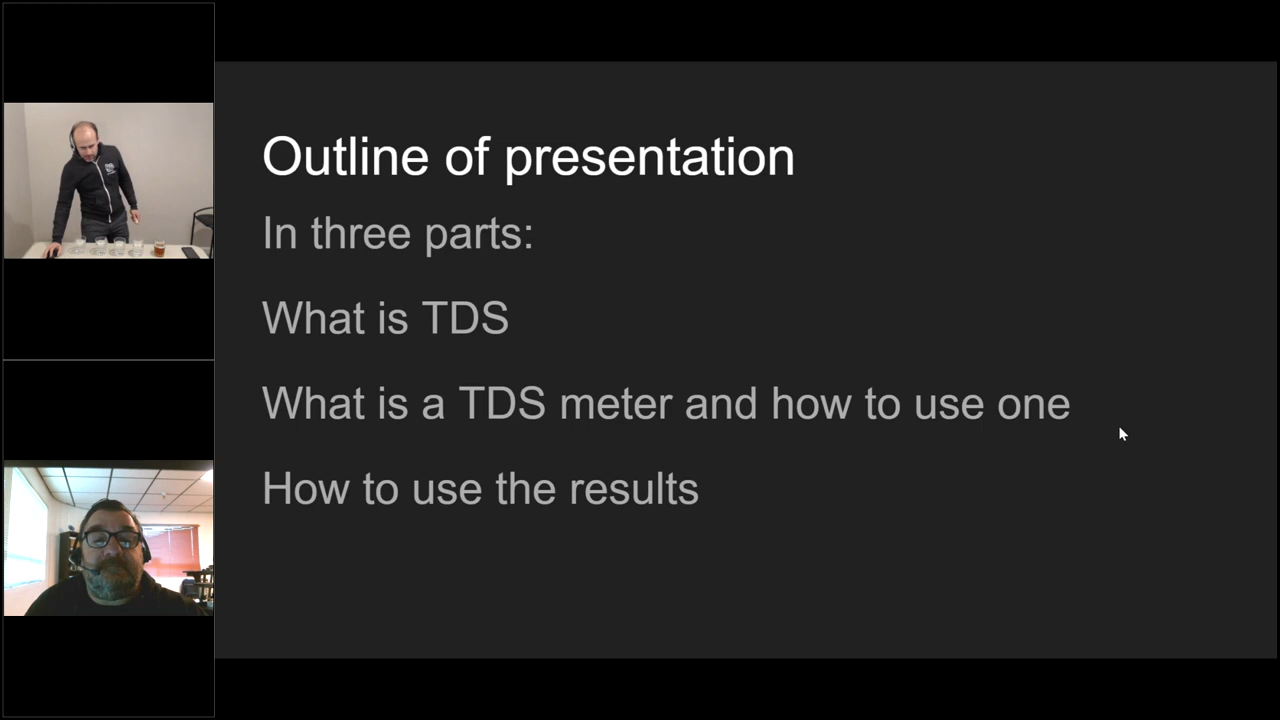 Outline of presentation
In three parts:
What is TDS
What is a TDS meter and how to use one
How to use the results